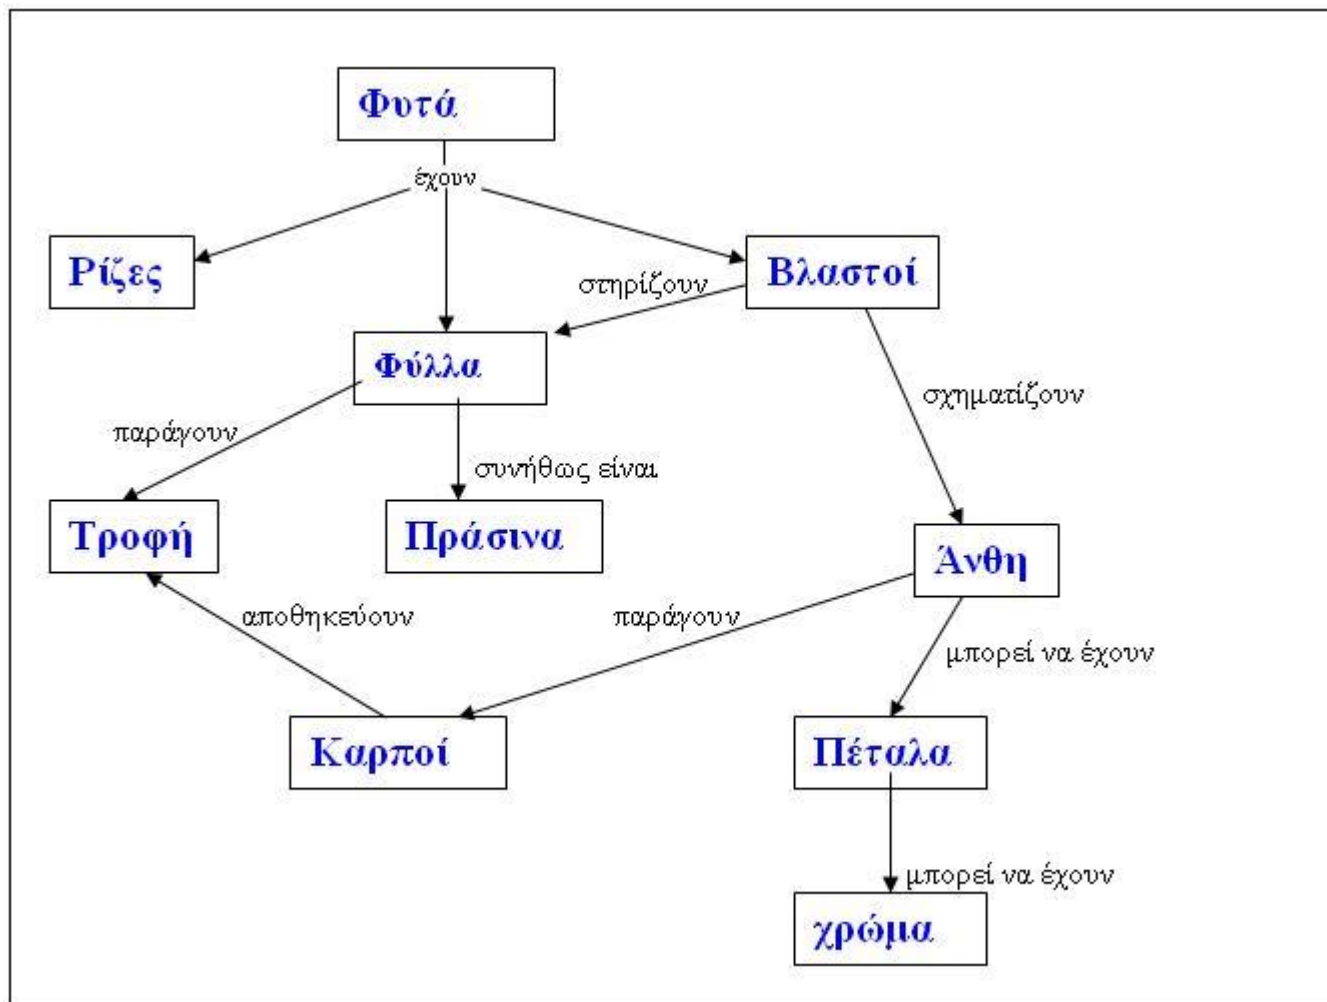 Φυτά
έχουν
Ρίζες
Βλαστοί
στηρίζουν
Φύλλα
σχηματίζουν
παράγουν
συνήθως είναι
Τροφή
Πράσινα
Άνθη
αποθηκεύουν
παράγουν
μπορεί να έχουν
Καρποί
Πέταλα
μπορεί να έχουν
χρώμα